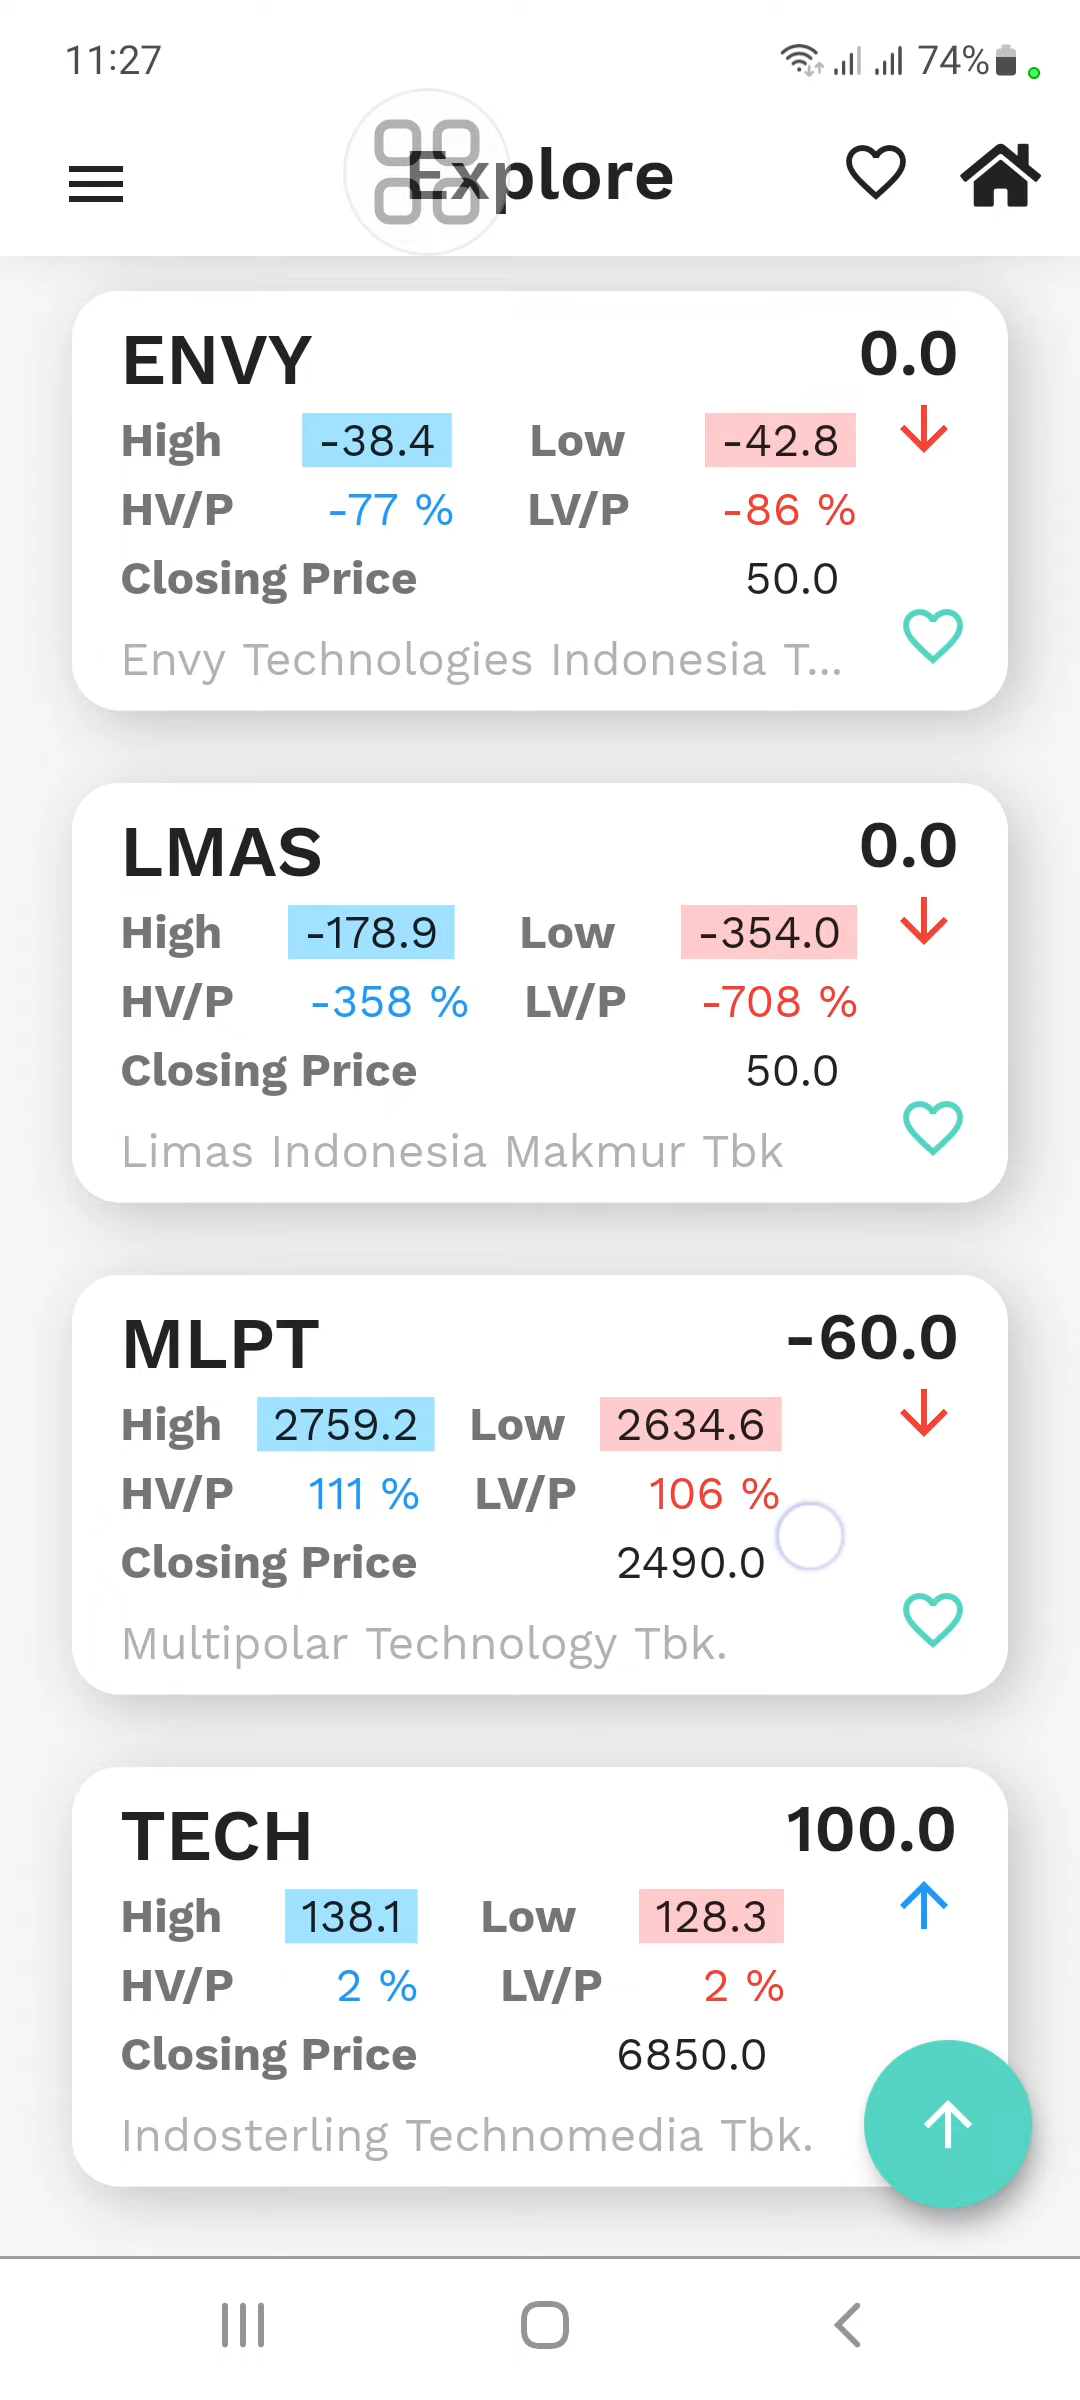 11:27 74%
Explore
ENVY 0.0
High -38.4 Low -42.8
HV/P -77 % LV/P -86 %
Closing Price 50.0
Envy Technologies Indonesia T...
LMAS 0.0
High -178.9 Low -354.0
HV/P -358 % LV/P -708 %
Closing Price 50.0
Limas Indonesia Makmur Tbk
MLPT -60.0
High 2759.2 Low 2634.6
HV/P 111 % LV/P 106 %
Closing Price 2490.0
Multipolar Technology Tbk.
TECH 100.0
High 138.1 Low 128.3
HV/P 2 % LV/P 2 %
Closing Price 6850.0
Indosterling Technomedia Tbk.